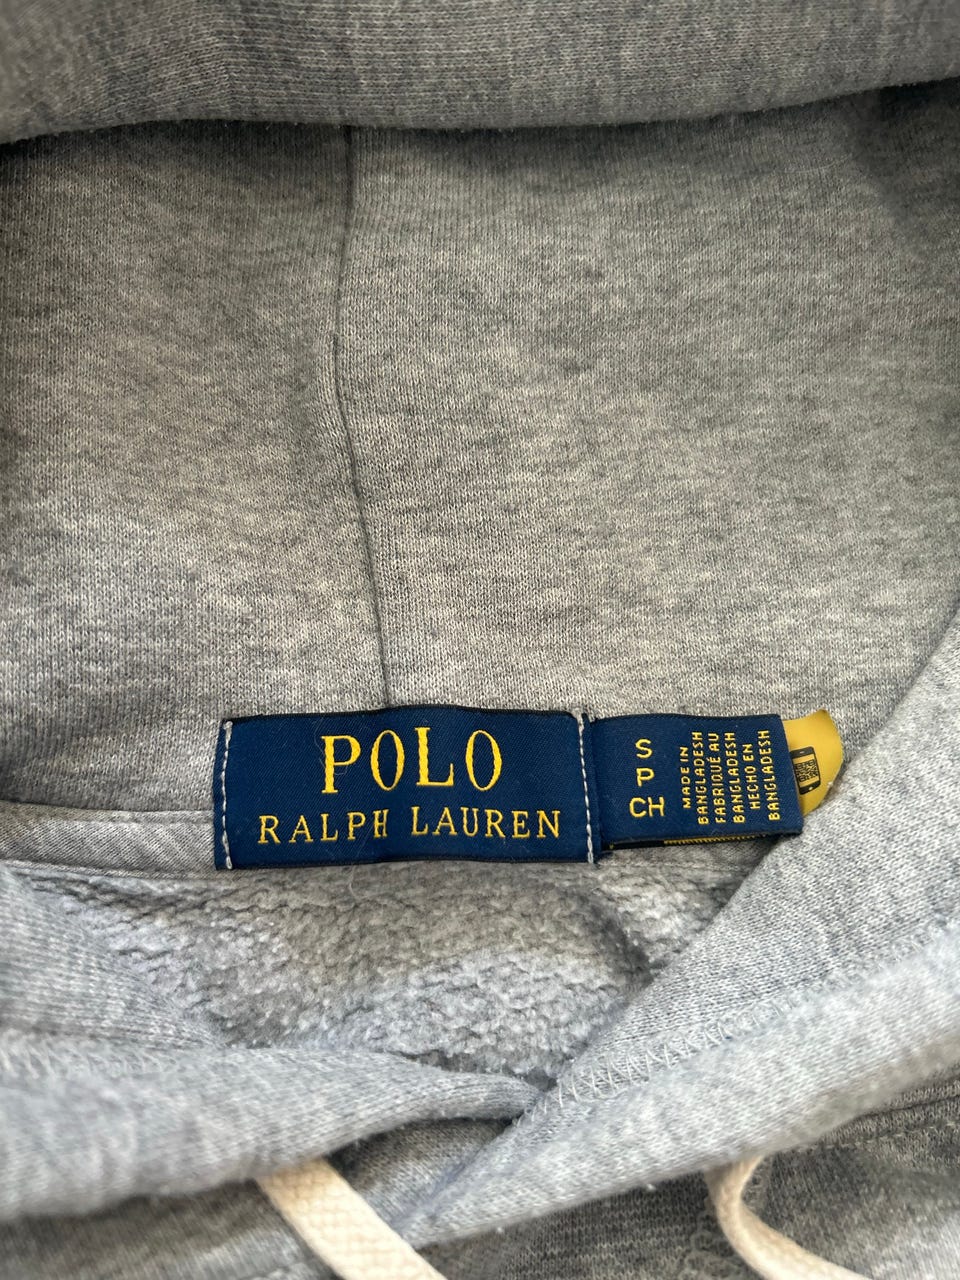 POLO
RALPH LAUREN
S
P
CH
MADE IN
BANGLADESH
FABRIQUÉ AU
BANGLADESH
HECHO EN
BANGLADESH